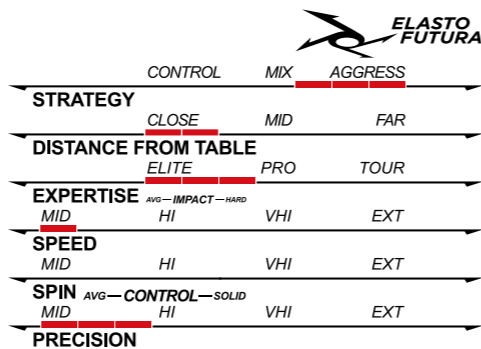 ELASTO
FUTURA
CONTROL MIX AGGRESS
STRATEGY
CLOSE MID FAR
DISTANCE FROM TABLE
ELITE PRO TOUR
EXPERTISE AVG—IMPACT—HARD
MID HI VHI EXT
SPEED
MID HI VHI EXT
SPIN AVG—CONTROL—SOLID
MID HI VHI EXT
PRECISION